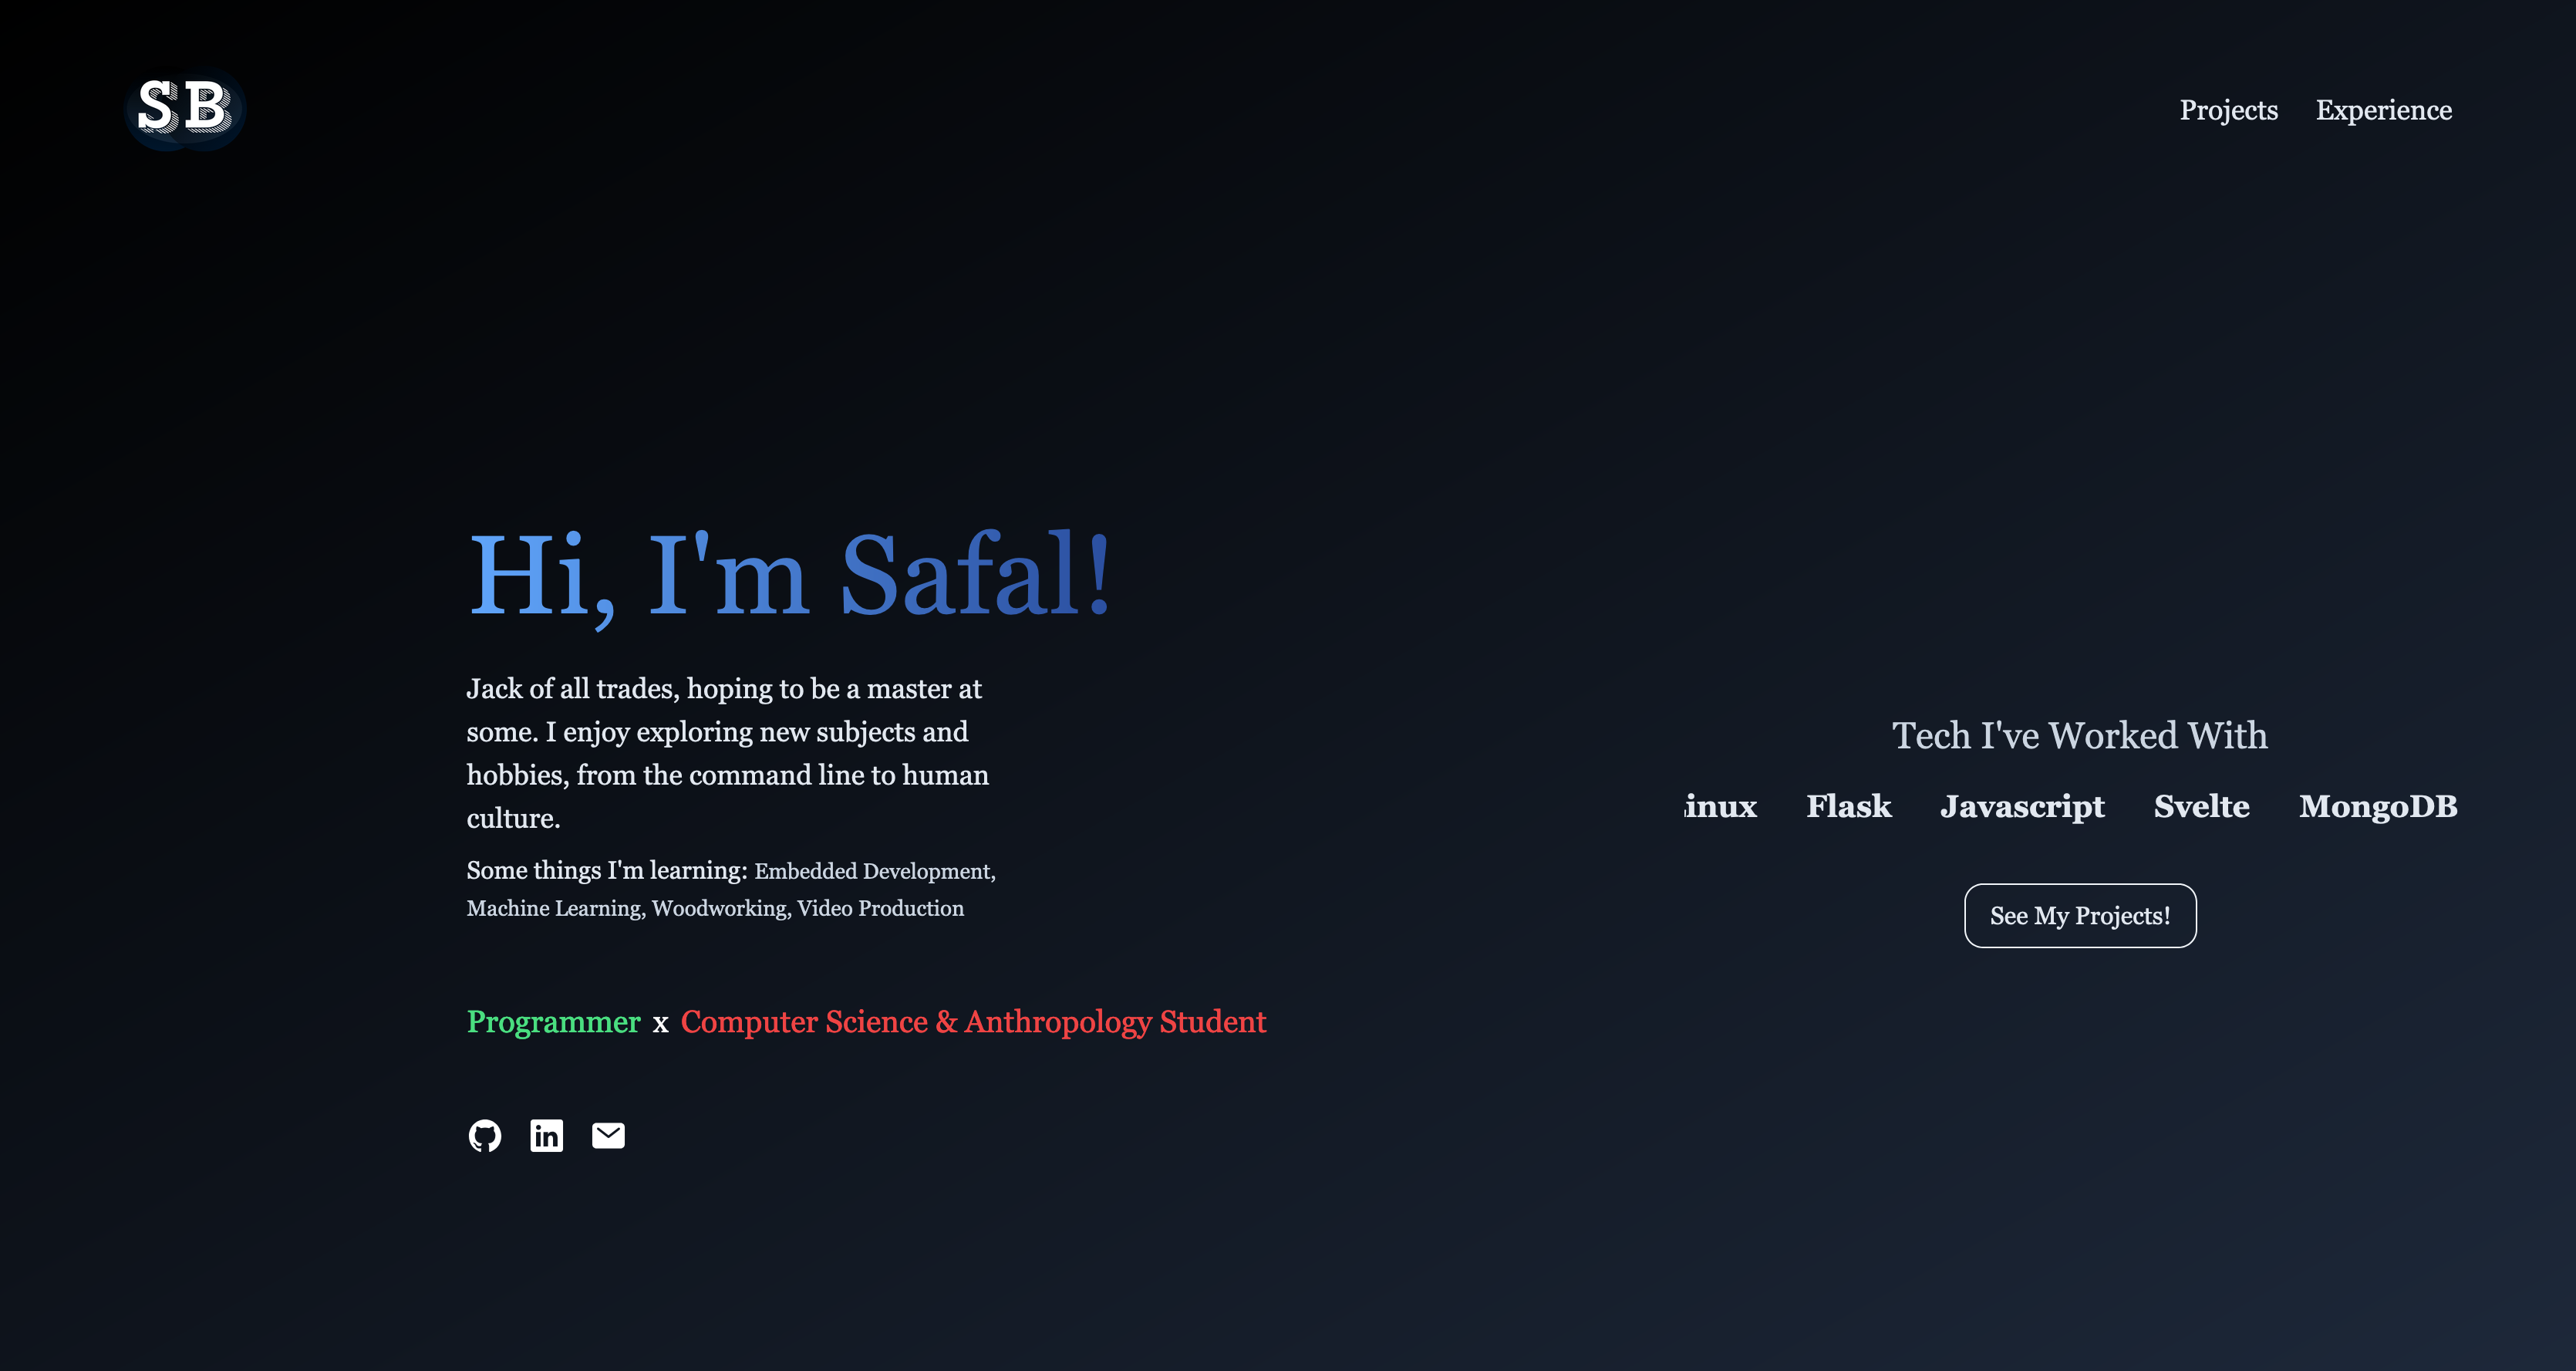 SB
Projects
Experience
Hi, I'm Safal!
Jack of all trades, hoping to be a master at
some. I enjoy exploring new subjects and
hobbies, from the command line to human
culture.
Some things I'm learning: Embedded Development,
Machine Learning, Woodworking, Video Production
Programmer x Computer Science & Anthropology Student
Tech I've Worked With
inux Flask Javascript Svelte MongoDB
See My Projects!
in